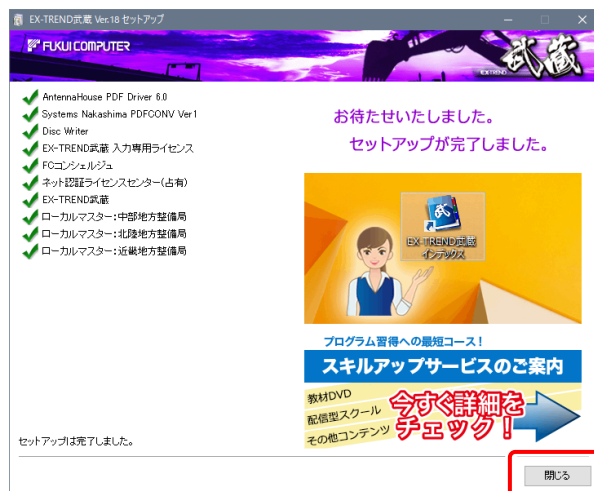 EX-TREND武蔵 Ver.18 セットアップ
FUKUI COMPUTER
EX-TREND 武蔵
AntennaHouse PDF Driver 6.0
Systems Nakashima PDFCONV Ver1
Disc Writer
EX-TREND武蔵 入力専用ライセンス
FCコンシェルジュ
ネット認証ライセンスセンター(占有)
EX-TREND武蔵
ローカルマスター:中部地方整備局
ローカルマスター:北陸地方整備局
ローカルマスター:近畿地方整備局
お待たせいたしました。
セットアップが完了しました。
EX-TREND武蔵
インデックス
プログラム習得への最短コース!
スキルアップサービスのご案内
教材DVD
配信型スクール
その他コンテンツ
今すぐ詳細を
チェック!
セットアップは完了しました。
閉じる